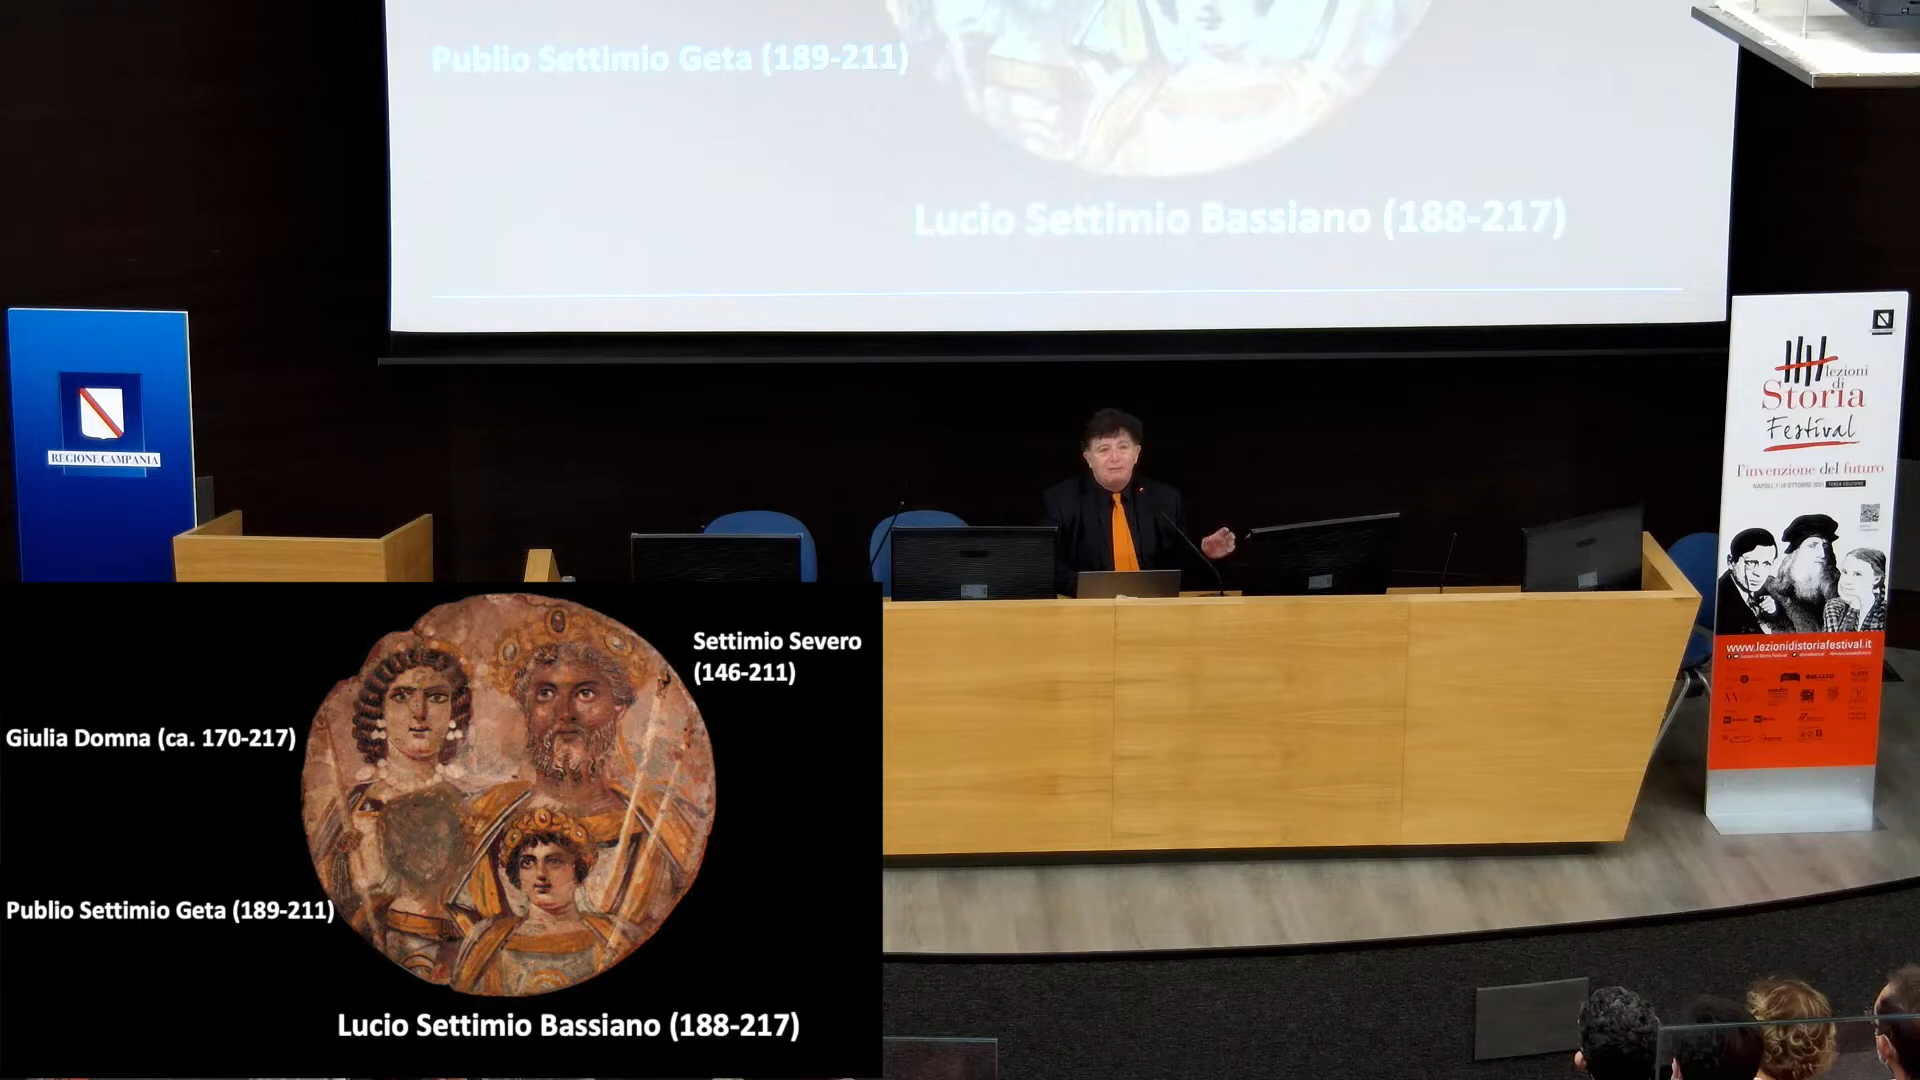 Publio Settimio Geta (189-211)
Lucio Settimio Bassiano (188-217)
REGIONE CAMPANIA
lezioni
di
Storia
Festival
l'invenzione del futuro
www.lezionidistoriafestival.it
Settimio Severo
(146-211)
Giulia Domna (ca. 170-217)
Publio Settimio Geta (189-211)
Lucio Settimio Bassiano (188-217)